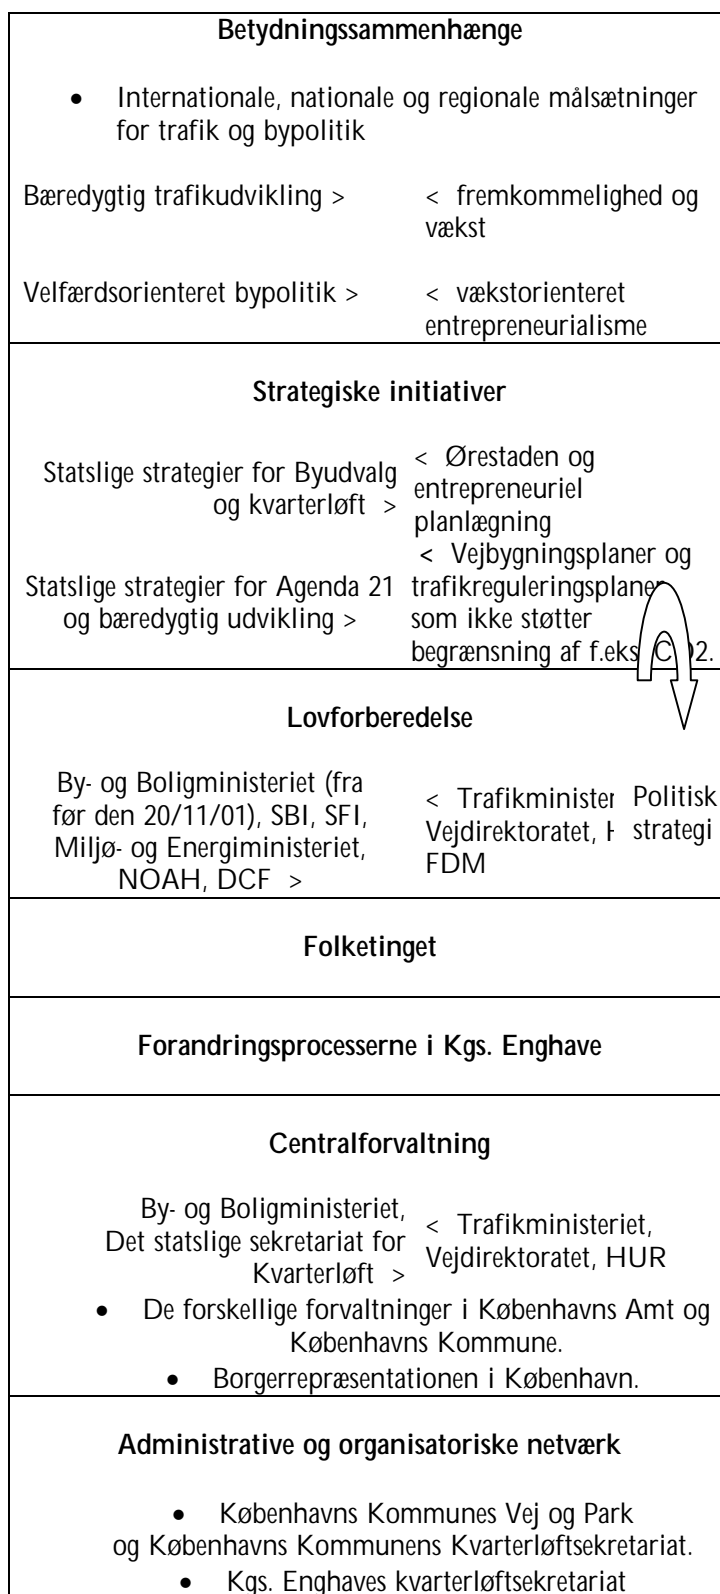 Betydningssammenhænge
• Internationale, nationale og regionale målsætninger
for trafik og bypolitik
Bæredygtig trafikudvikling >
< fremkommelighed og
vækst
Velfærdsorienteret bypolitik >
< vækstorienteret
entrepreneurialisme
Strategiske initiativer
Statslige strategier for Byudvalg
og kvarterløft >
< Ørestaden og
entrepreneuriel
planlægning
Statslige strategier for Agenda 21
og bæredygtig udvikling >
< Vejbygningsplaner og
trafikreguleringsplaner
som ikke støtter
begrænsning af f.eks. CO2.
Lovforberedelse
By- og Boligministeriet (fra
før den 20/11/01), SBI, SFI,
Miljø- og Energiministeriet,
NOAH, DCF >
< Trafikminister
Vejdirektoratet,
FDM
Politisk
strategi
Folketinget
Forandringsprocesserne i Kgs. Enghave
Centralforvaltning
By- og Boligministeriet,
Det statslige sekretariat for
Kvarterløft >
< Trafikministeriet,
Vejdirektoratet, HUR
• De forskellige forvaltninger i Københavns Amt og
Københavns Kommune.
• Borgerrepræsentationen i København.
Administrative og organisatoriske netværk
• Københavns Kommunes Vej og Park
og Københavns Kommunens Kvarterløftsekretariat.
• Kgs. Enghaves kvarterløftsekretariat